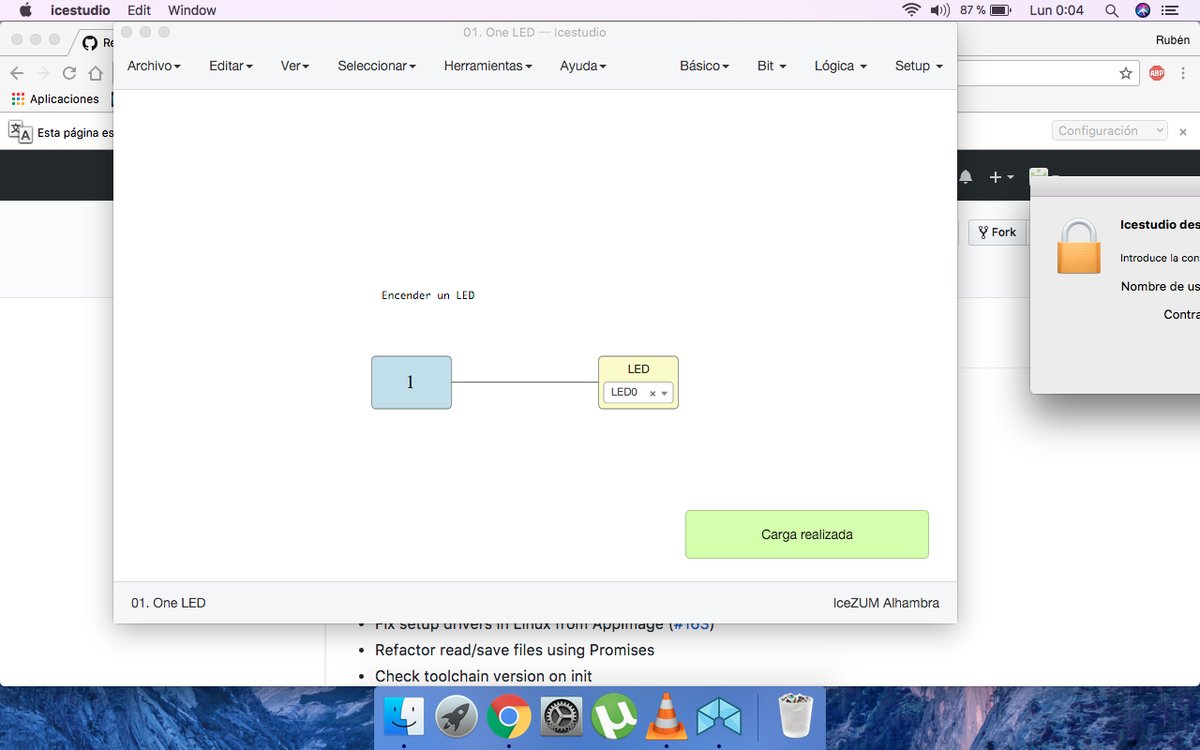 icestudio Edit Window 87 % Lun 0:04
Rubén
01. One LED — Icestudio
Archivo Editar Ver Seleccionar Herramientas Ayuda Básico Bit Lógica Setup
ABP
Aplicaciones
Esta página es
Configuración
Fork
Icestudio des
Introduce la con
Nombre de us
Contra
Encender un LED
1
LED
LED0
Carga realizada
01. One LED IceZUM Alhambra
Fix setup drivers in Linux from AppImage (#163)
Refactor read/save files using Promises
Check toolchain version on init